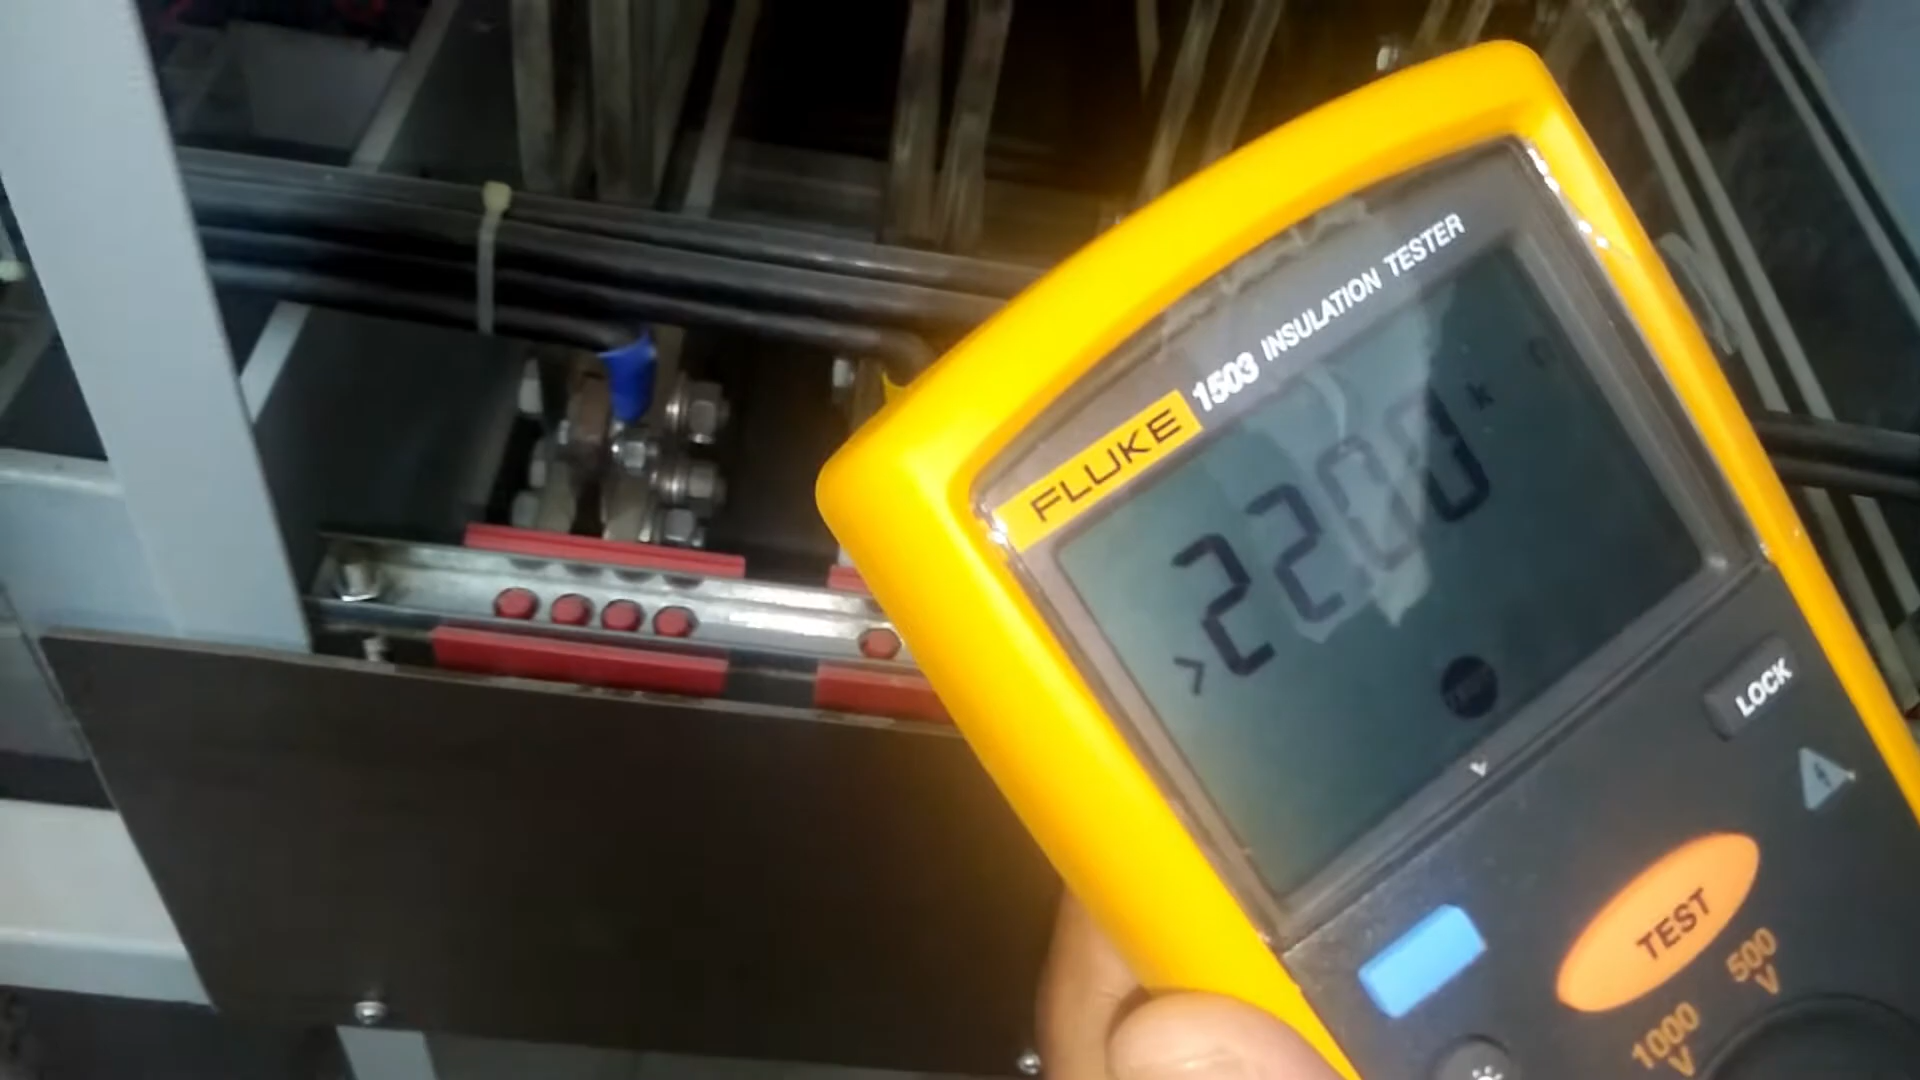 FLUKE 1503 INSULATION TESTER
>2200 k
LOCK
TEST
500
V
1000
V